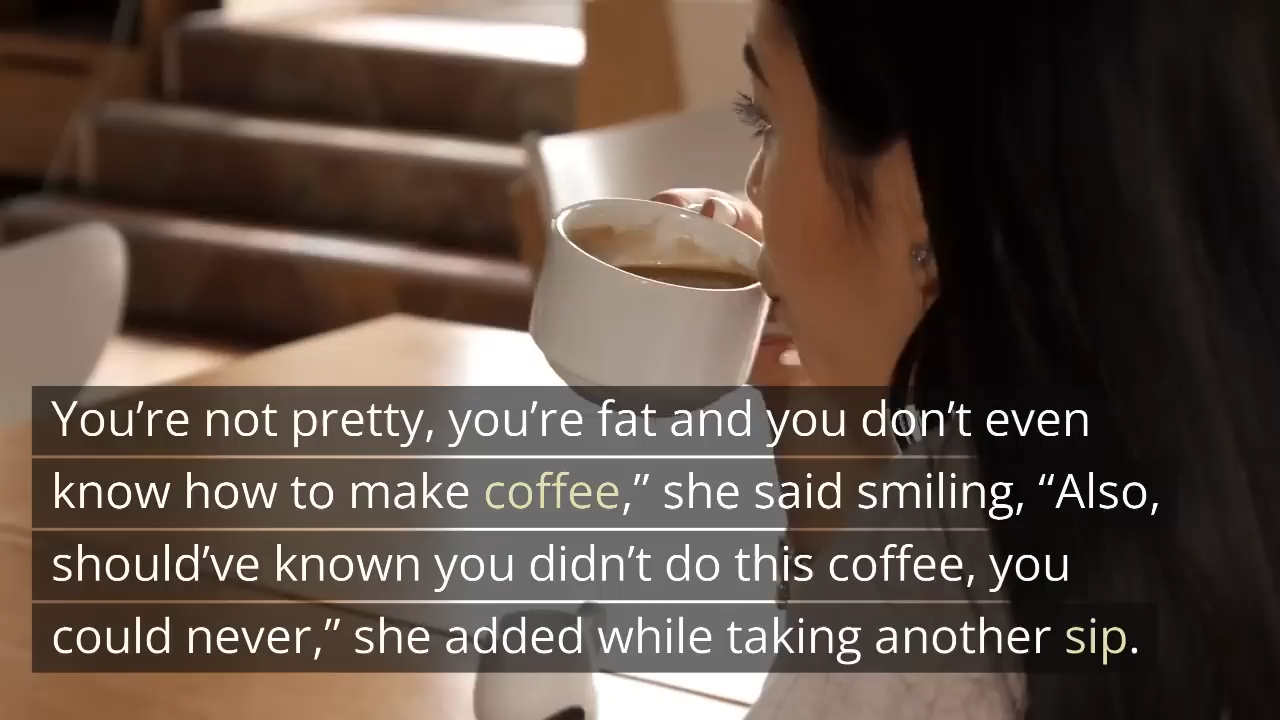 You’re not pretty, you’re fat and you don’t even
know how to make coffee,” she said smiling, “Also,
should’ve known you didn’t do this coffee, you
could never,” she added while taking another sip.